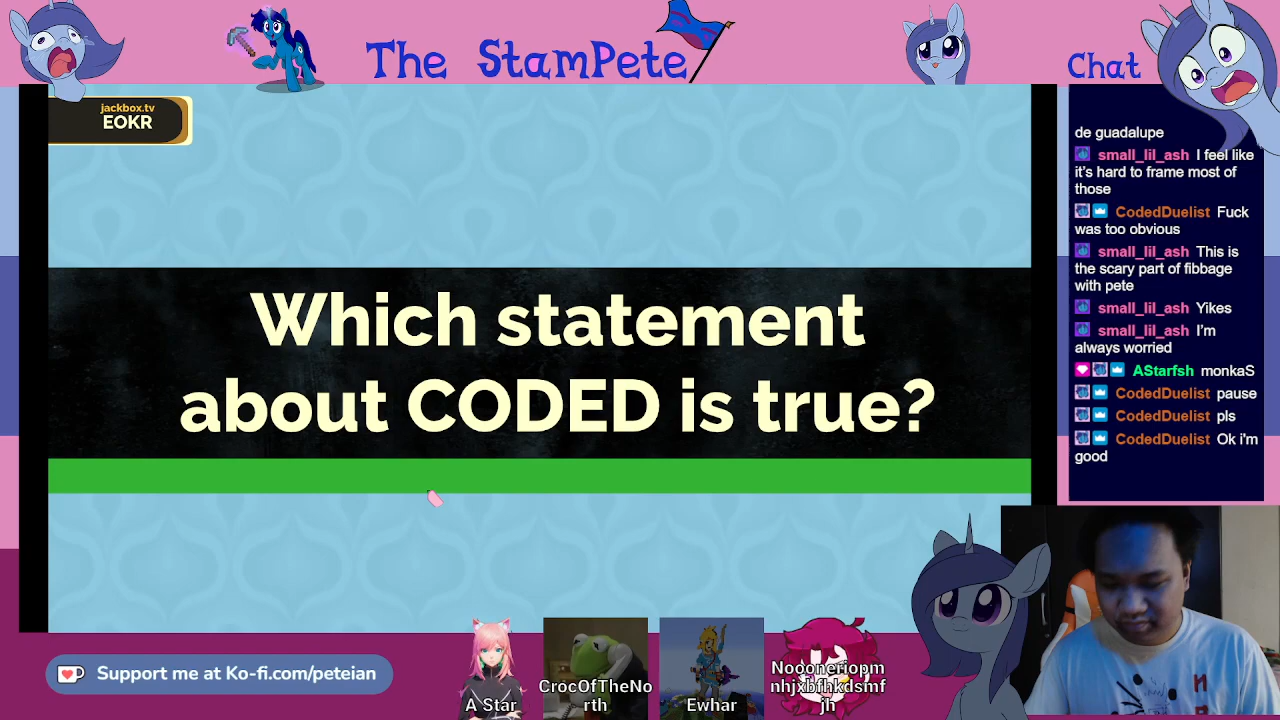 The StamPete
Chat
jackbox.tv
EOKR
Which statement
about CODED is true?
de guadalupe
small_lil_ash I feel like
it's hard to frame most of
those
CodedDuelist Fuck
was too obvious
small_lil_ash This is
the scary part of fibbage
with pete
small_lil_ash Yikes
small_lil_ash I'm
always worried
AStarfsh monkaS
CodedDuelist pause
CodedDuelist pls
CodedDuelist Ok i'm
good
Support me at Ko-fi.com/peteian
A Star
CrocOfTheNo
rth
Ewhar